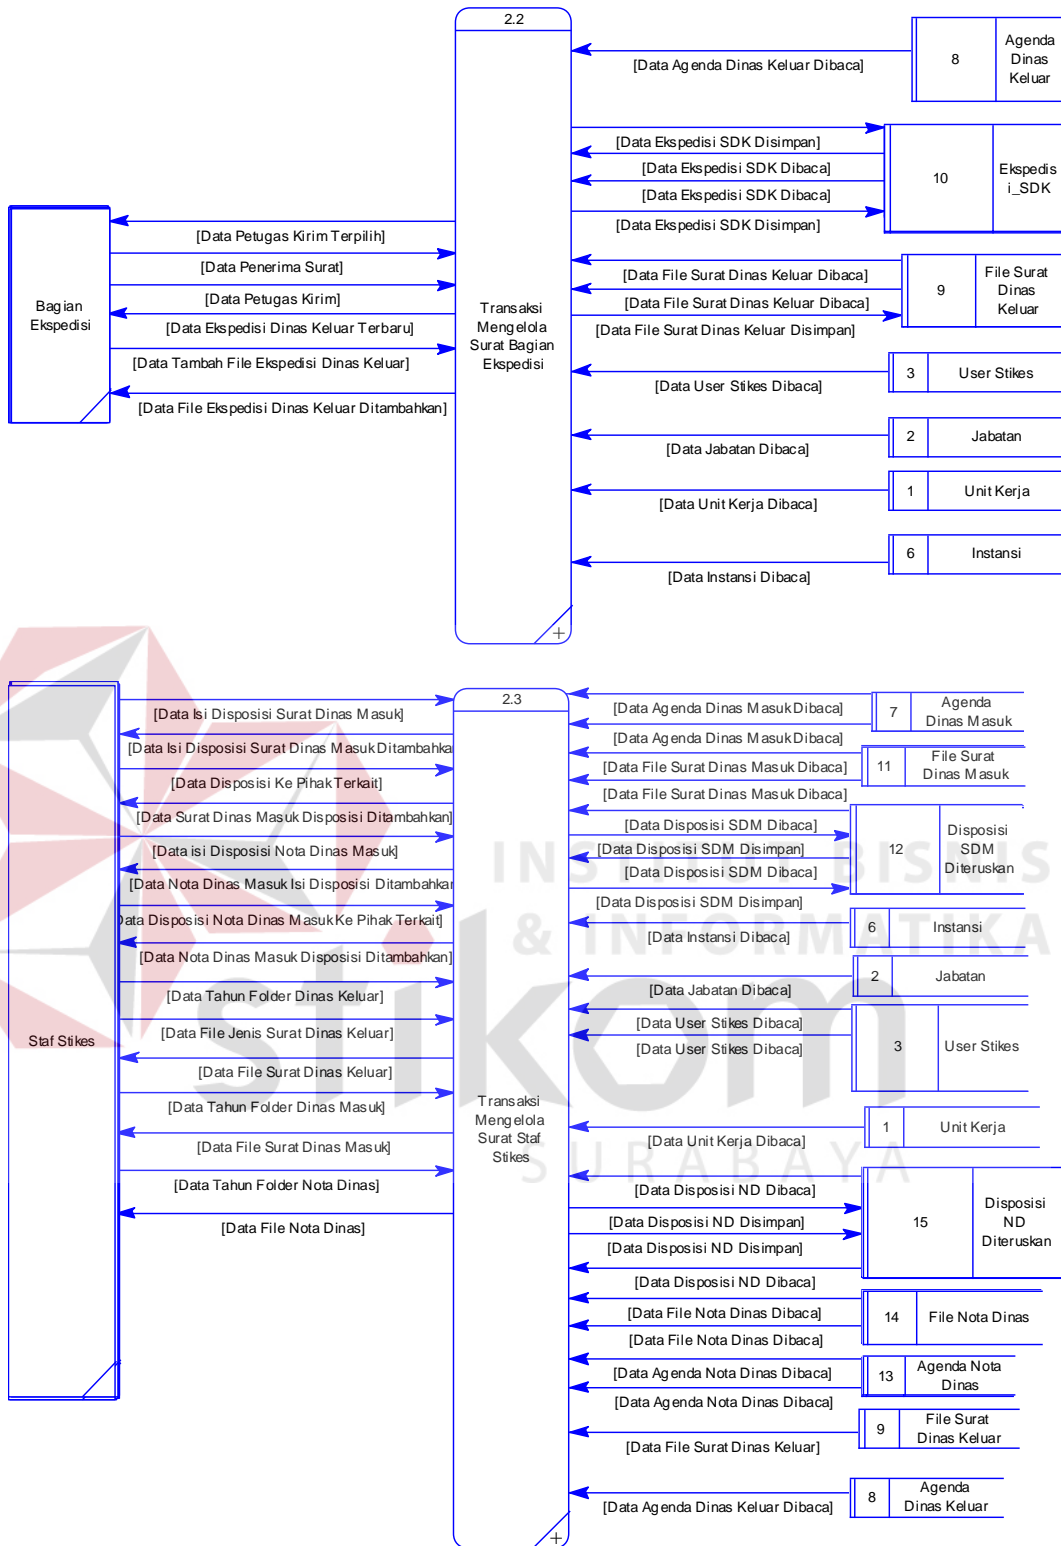 2.2
[Data Agenda Dinas Keluar Dibaca]
8
Agenda
Dinas
Keluar
[Data Ekspedisi SDK Disimpan]
[Data Ekspedisi SDK Dibaca]
[Data Ekspedisi SDK Dibaca]
[Data Ekspedisi SDK Disimpan]
10
Ekspedis
i_SDK
Bagian
Ekspedisi
[Data Petugas Kirim Terpilih]
[Data Penerima Surat]
[Data Petugas Kirim]
[Data Ekspedisi Dinas Keluar Terbaru]
[Data Tambah File Ekspedisi Dinas Keluar]
[Data File Ekspedisi Dinas Keluar Ditambahkan]
Transaksi
Mengelola
Surat Bagian
Ekspedisi
[Data File Surat Dinas Keluar Dibaca]
[Data File Surat Dinas Keluar Dibaca]
[Data File Surat Dinas Keluar Disimpan]
9
File Surat
Dinas
Keluar
[Data User Stikes Dibaca]
3
User Stikes
[Data Jabatan Dibaca]
2
Jabatan
[Data Unit Kerja Dibaca]
1
Unit Kerja
[Data Instansi Dibaca]
6
Instansi
+
Staf Stikes
[Data Isi Disposisi Surat Dinas Masuk]
[Data Isi Disposisi Surat Dinas Masuk Ditambahka
[Data Disposisi Ke Pihak Terkait]
[Data Surat Dinas Masuk Disposisi Ditambahkan]
[Data isi Disposisi Nota Dinas Masuk]
[Data Nota Dinas Masuk Isi Disposisi Ditambahkan
Data Disposisi Nota Dinas Masuk Ke Pihak Terkait]
[Data Nota Dinas Masuk Disposisi Ditambahkan]
[Data Tahun Folder Dinas Keluar]
[Data File Jenis Surat Dinas Keluar]
[Data File Surat Dinas Keluar]
[Data Tahun Folder Dinas Masuk]
[Data File Surat Dinas Masuk]
[Data Tahun Folder Nota Dinas]
[Data File Nota Dinas]
2.3
Transaksi
Mengelola
Surat Staf
Stikes
+
[Data Agenda Dinas Masuk Dibaca]
[Data Agenda Dinas Masuk Dibaca]
7
Agenda
Dinas Masuk
[Data File Surat Dinas Masuk Dibaca]
[Data File Surat Dinas Masuk Dibaca]
11
File Surat
Dinas Masuk
[Data Disposisi SDM Dibaca]
[Data Disposisi SDM Disimpan]
[Data Disposisi SDM Dibaca]
[Data Disposisi SDM Disimpan]
12
Disposisi
SDM
Diteruskan
[Data Instansi Dibaca]
6
Instansi
[Data Jabatan Dibaca]
2
Jabatan
[Data User Stikes Dibaca]
[Data User Stikes Dibaca]
3
User Stikes
[Data Unit Kerja Dibaca]
1
Unit Kerja
[Data Disposisi ND Dibaca]
[Data Disposisi ND Disimpan]
[Data Disposisi ND Disimpan]
[Data Disposisi ND Dibaca]
15
Disposisi
ND
Diteruskan
[Data File Nota Dinas Dibaca]
[Data File Nota Dinas Dibaca]
14
File Nota Dinas
[Data Agenda Nota Dinas Dibaca]
[Data Agenda Nota Dinas Dibaca]
13
Agenda Nota
Dinas
[Data File Surat Dinas Keluar]
9
File Surat
Dinas Keluar
[Data Agenda Dinas Keluar Dibaca]
8
Agenda
Dinas Keluar
INSTITUT BISNIS
& INFORMATIKA
stikom
SURABAYA